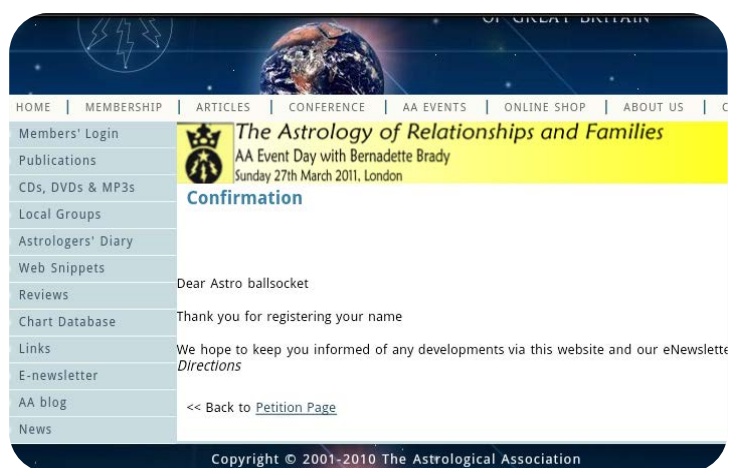 OF GREAT BRITAIN
HOME | MEMBERSHIP | ARTICLES | CONFERENCE | AA EVENTS | ONLINE SHOP | ABOUT US |
Members' Login
Publications
CDs, DVDs & MP3s
Local Groups
Astrologers' Diary
Web Snippets
Reviews
Chart Database
Links
E-newsletter
AA blog
News
The Astrology of Relationships and Families
AA Event Day with Bernadette Brady
Sunday 27th March 2011, London
Confirmation
Dear Astro ballsocket
Thank you for registering your name
We hope to keep you informed of any developments via this website and our eNewslette
Directions
<< Back to Petition Page
Copyright © 2001-2010 The Astrological Association